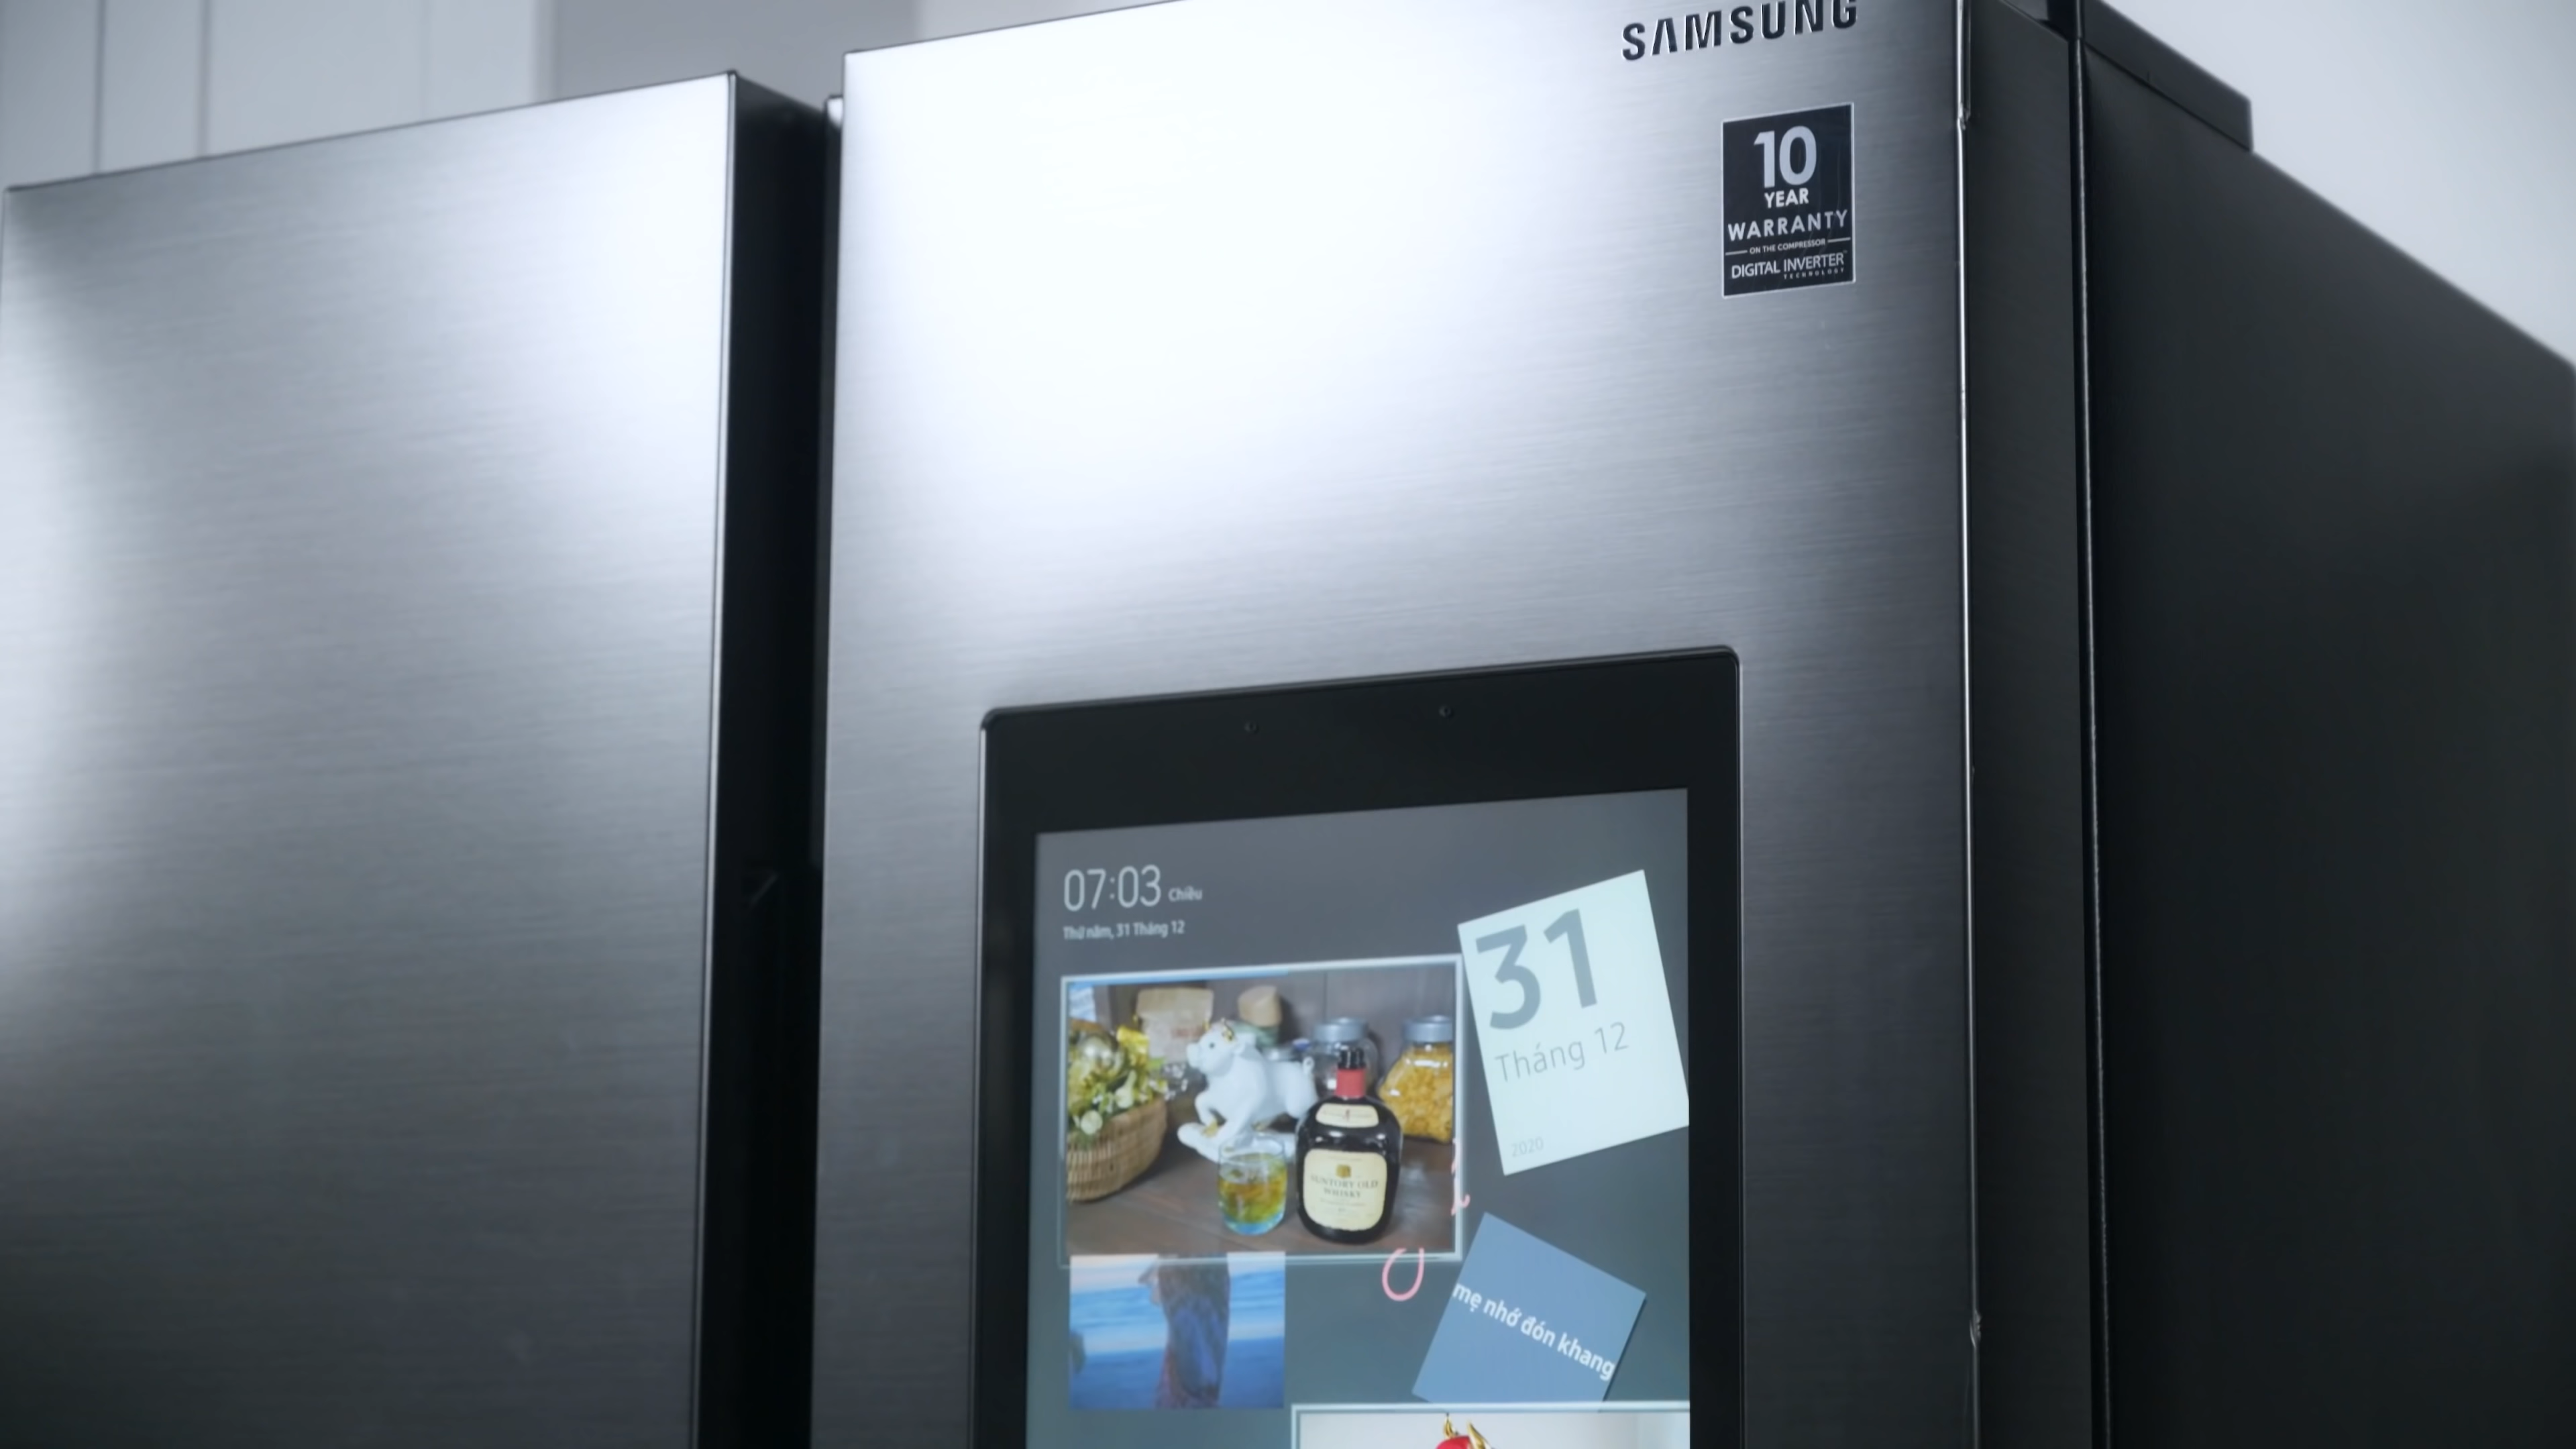 SAMSUNG
10
YEAR
WARRANTY
ON THE COMPRESSOR
DIGITAL INVERTER
TECHNOLOGY
07:03 Chiều
Thứ năm, 31 Tháng 12
31
Tháng 12
2020
SUNTORY OLD
WHISKY
mẹ nhớ đón khang